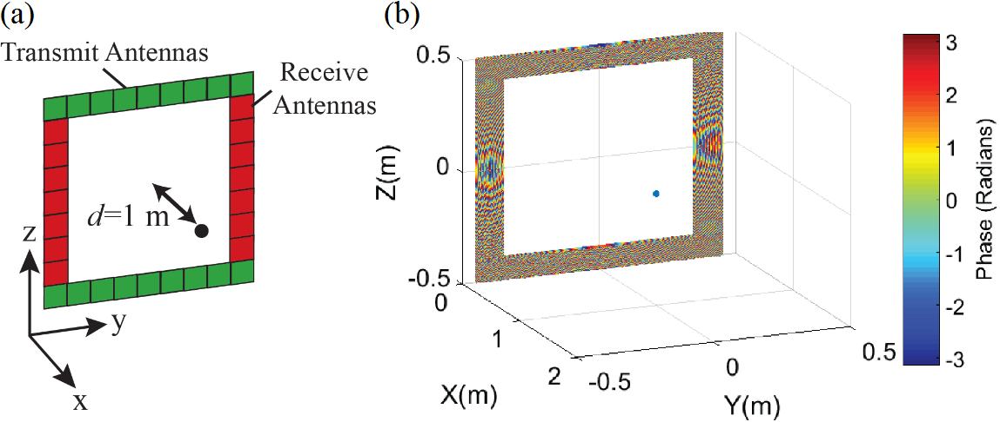 (a)
Transmit Antennas
Receive
Antennas
d=1 m
z
y
x
(b)
0.5
0
-0.5
Z(m)
0
1
2
X(m)
-0.5
0
0.5
Y(m)
3
2
1
0
-1
-2
-3
Phase (Radians)